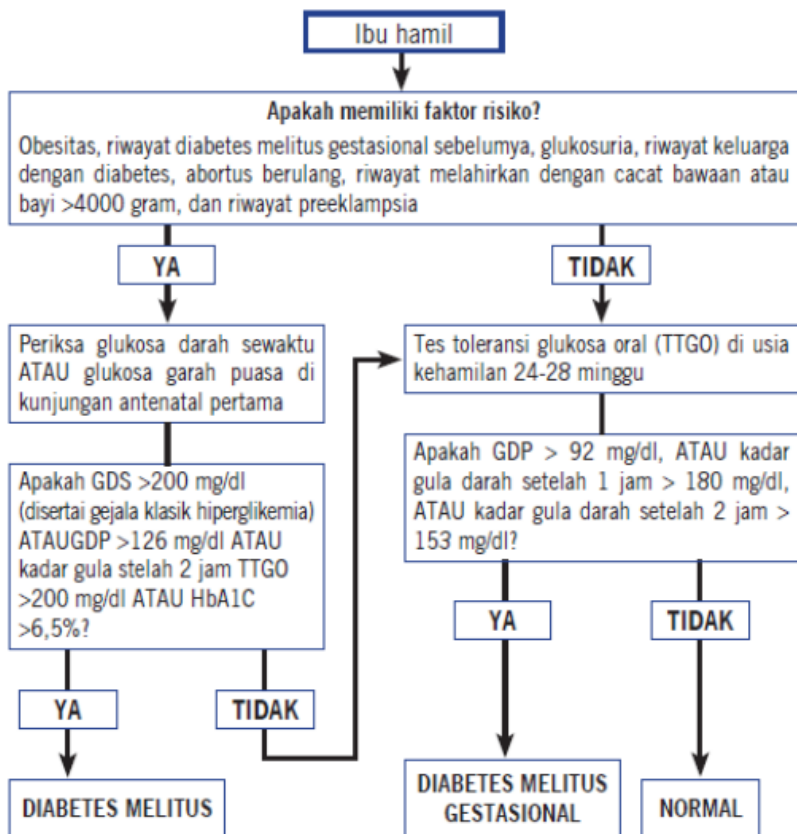 Ibu hamil
Apakah memiliki faktor risiko?
Obesitas, riwayat diabetes melitus gestasional sebelumya, glukosuria, riwayat keluarga
dengan diabetes, abortus berulang, riwayat melahirkan dengan cacat bawaan atau
bayi >4000 gram, dan riwayat preeklampsia
YA
TIDAK
Periksa glukosa darah sewaktu
ATAU glukosa garah puasa di
kunjungan antenatal pertama
Tes toleransi glukosa oral (TTGO) di usia
kehamilan 24-28 minggu
Apakah GDS >200 mg/dl
(disertai gejala klasik hiperglikemia)
ATAUGDP >126 mg/dl ATAU
kadar gula stelah 2 jam TTGO
>200 mg/dl ATAU HbA1C
>6,5%?
Apakah GDP > 92 mg/dl, ATAU kadar
gula darah setelah 1 jam > 180 mg/dl,
ATAU kadar gula darah setelah 2 jam >
153 mg/dl?
YA
TIDAK
YA
TIDAK
DIABETES MELITUS
DIABETES MELITUS
GESTASIONAL
NORMAL